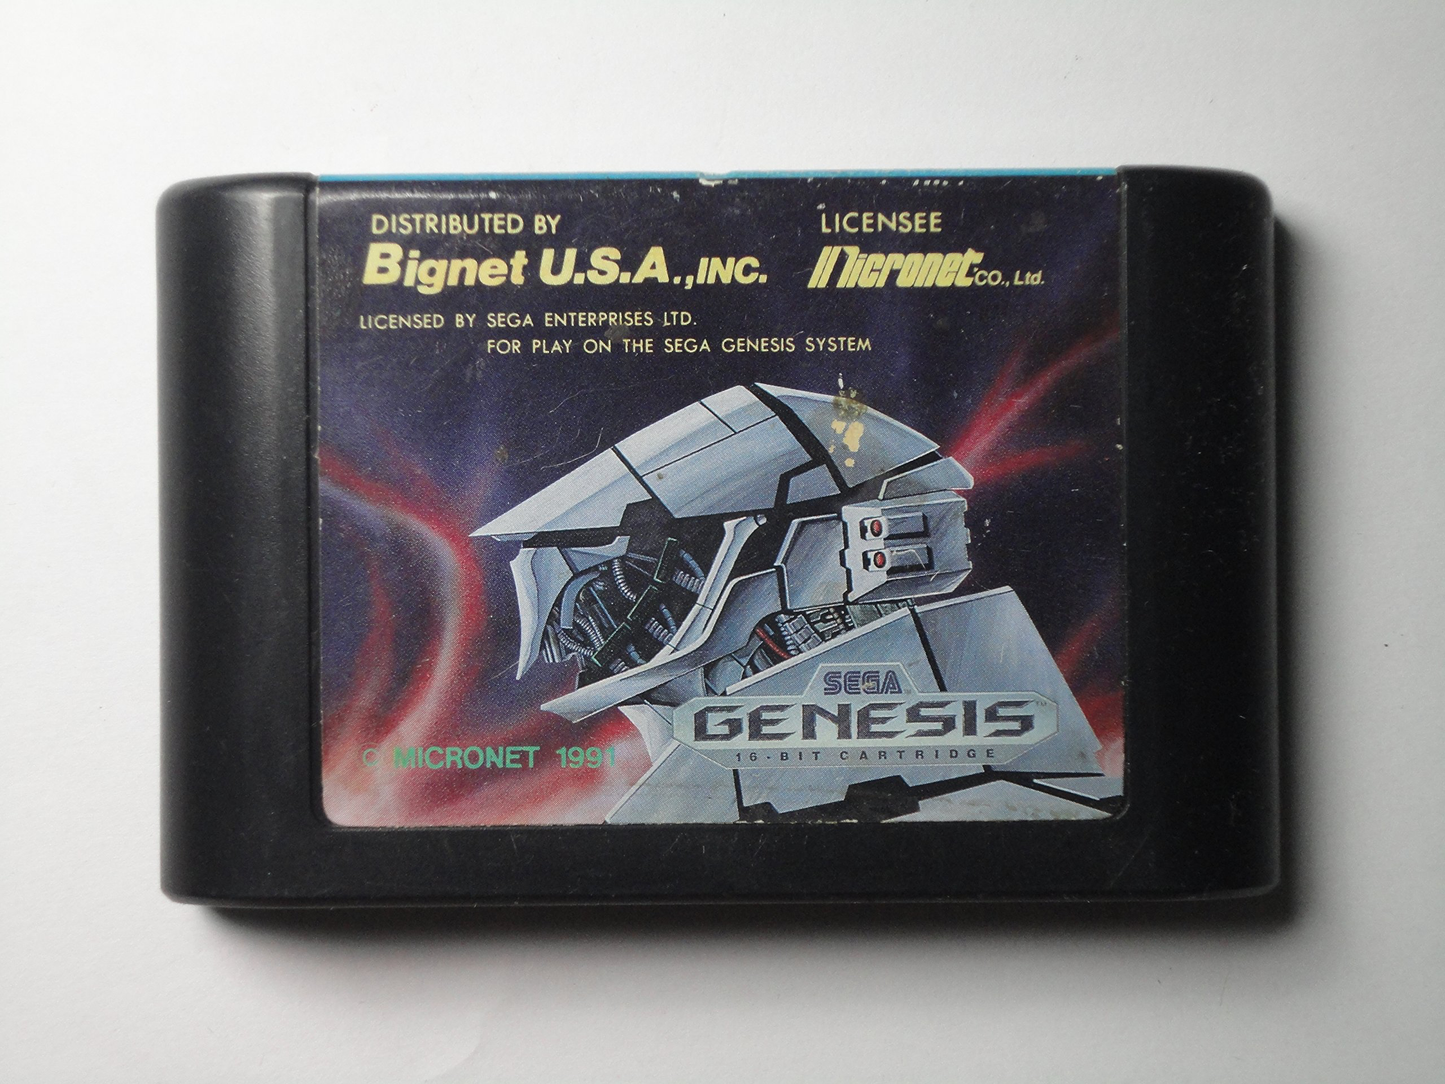 DISTRIBUTED BY
Bignet U.S.A.,INC.
LICENSEE
Micronet CO., Ltd.
LICENSED BY SEGA ENTERPRISES LTD.
FOR PLAY ON THE SEGA GENESIS SYSTEM
SEGA
GENESIS™
16-BIT CARTRIDGE
© MICRONET 1991